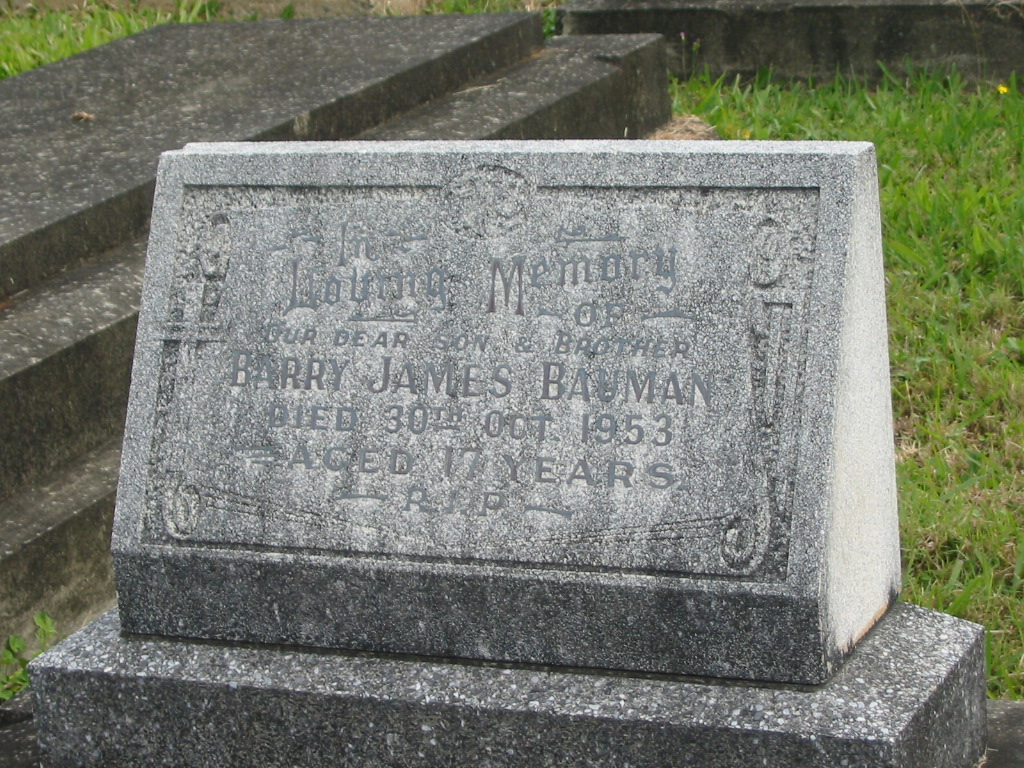 In
Loving Memory
OF
OUR DEAR SON & BROTHER
BARRY JAMES BAUMAN
DIED 30TH OCT. 1953
AGED 17 YEARS.
R.I.P.